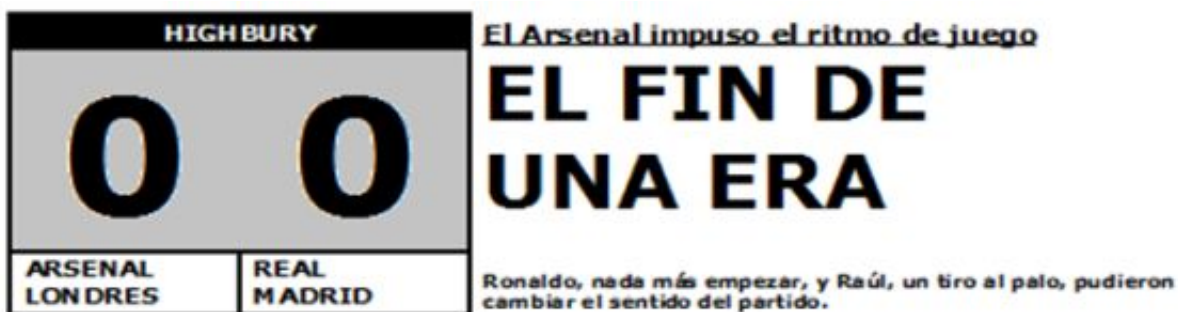 HIGHBURY
0 0
ARSENAL LONDRES
REAL MADRID
El Arsenal impuso el ritmo de juego
EL FIN DE
UNA ERA
Ronaldo, nada más empezar, y Raúl, un tiro al palo, pudieron
cambiar el sentido del partido.